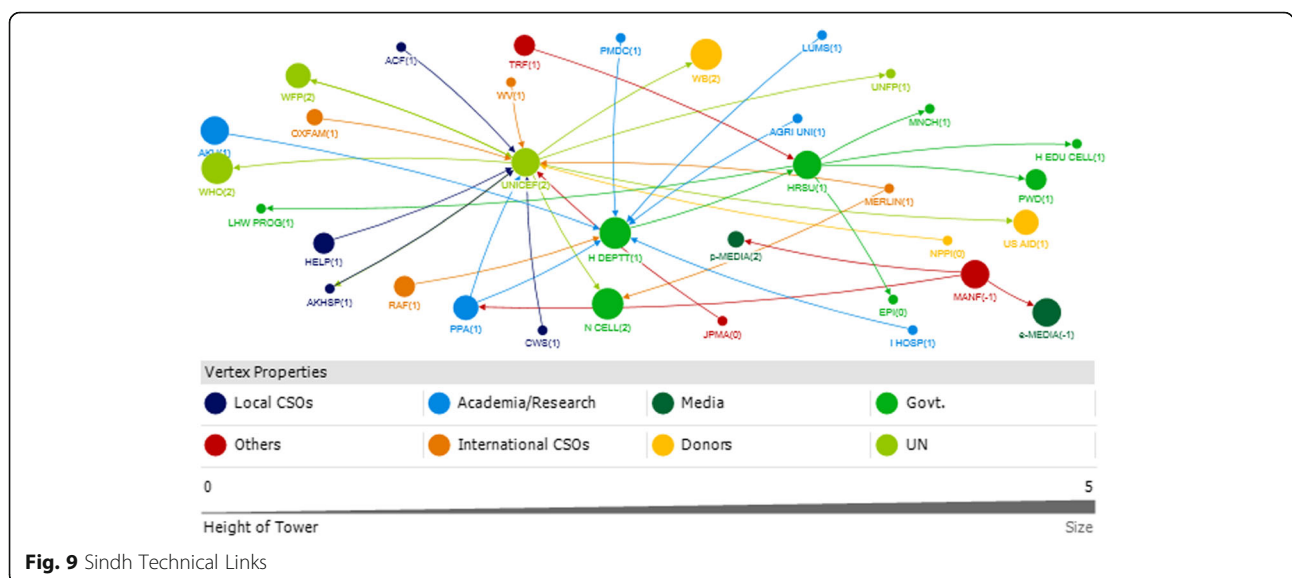 ACF(1)
TRF(1)
PMDC(1)
LUMS(1)
WB(2)
WFP(2)
WV(1)
UNFP(1)
OXFAM(1)
AGRI UNI(1)
MNCH(1)
H EDU CELL(1)
WHO(2)
UNICEF(2)
HRSU(1)
MERLIN(1)
PWD(1)
LHW PROG(1)
HELP(1)
H DEPTT(1)
p-MEDIA(2)
NPPI(0)
US AID(1)
AKHSP(1)
RAF(1)
PPA(1)
N CELL(2)
CWS(1)
JPMA(0)
EPI(0)
I HOSP(1)
MANF(-1)
e-MEDIA(-1)
Vertex Properties
Local CSOs Academia/Research Media Govt.
Others International CSOs Donors UN
0 5
Height of Tower Size
Fig. 9 Sindh Technical Links